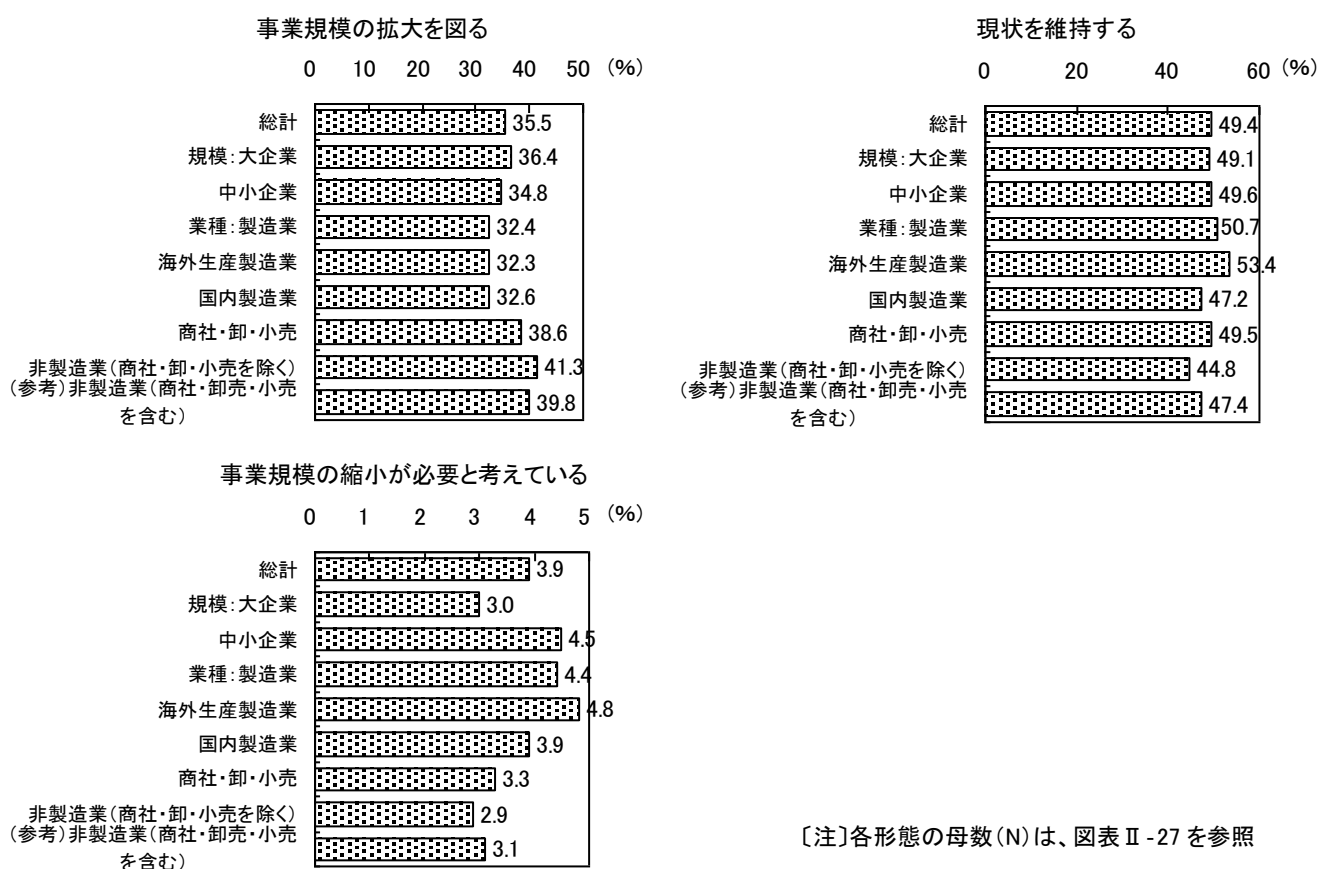 事業規模の拡大を図る
0 10 20 30 40 50 (%)
総計 35.5
規模:大企業 36.4
中小企業 34.8
業種:製造業 32.4
海外生産製造業 32.3
国内製造業 32.6
商社・卸・小売 38.6
非製造業(商社・卸・小売を除く) 41.3
(参考)非製造業(商社・卸売・小売
を含む) 39.8
現状を維持する
0 20 40 60 (%)
総計 49.4
規模:大企業 49.1
中小企業 49.6
業種:製造業 50.7
海外生産製造業 53.4
国内製造業 47.2
商社・卸・小売 49.5
非製造業(商社・卸・小売を除く) 44.8
(参考)非製造業(商社・卸売・小売
を含む) 47.4
事業規模の縮小が必要と考えている
0 1 2 3 4 5 (%)
総計 3.9
規模:大企業 3.0
中小企業 4.5
業種:製造業 4.4
海外生産製造業 4.8
国内製造業 3.9
商社・卸・小売 3.3
非製造業(商社・卸・小売を除く) 2.9
(参考)非製造業(商社・卸売・小売
を含む) 3.1
〔注〕各形態の母数(N)は、図表Ⅱ-27を参照